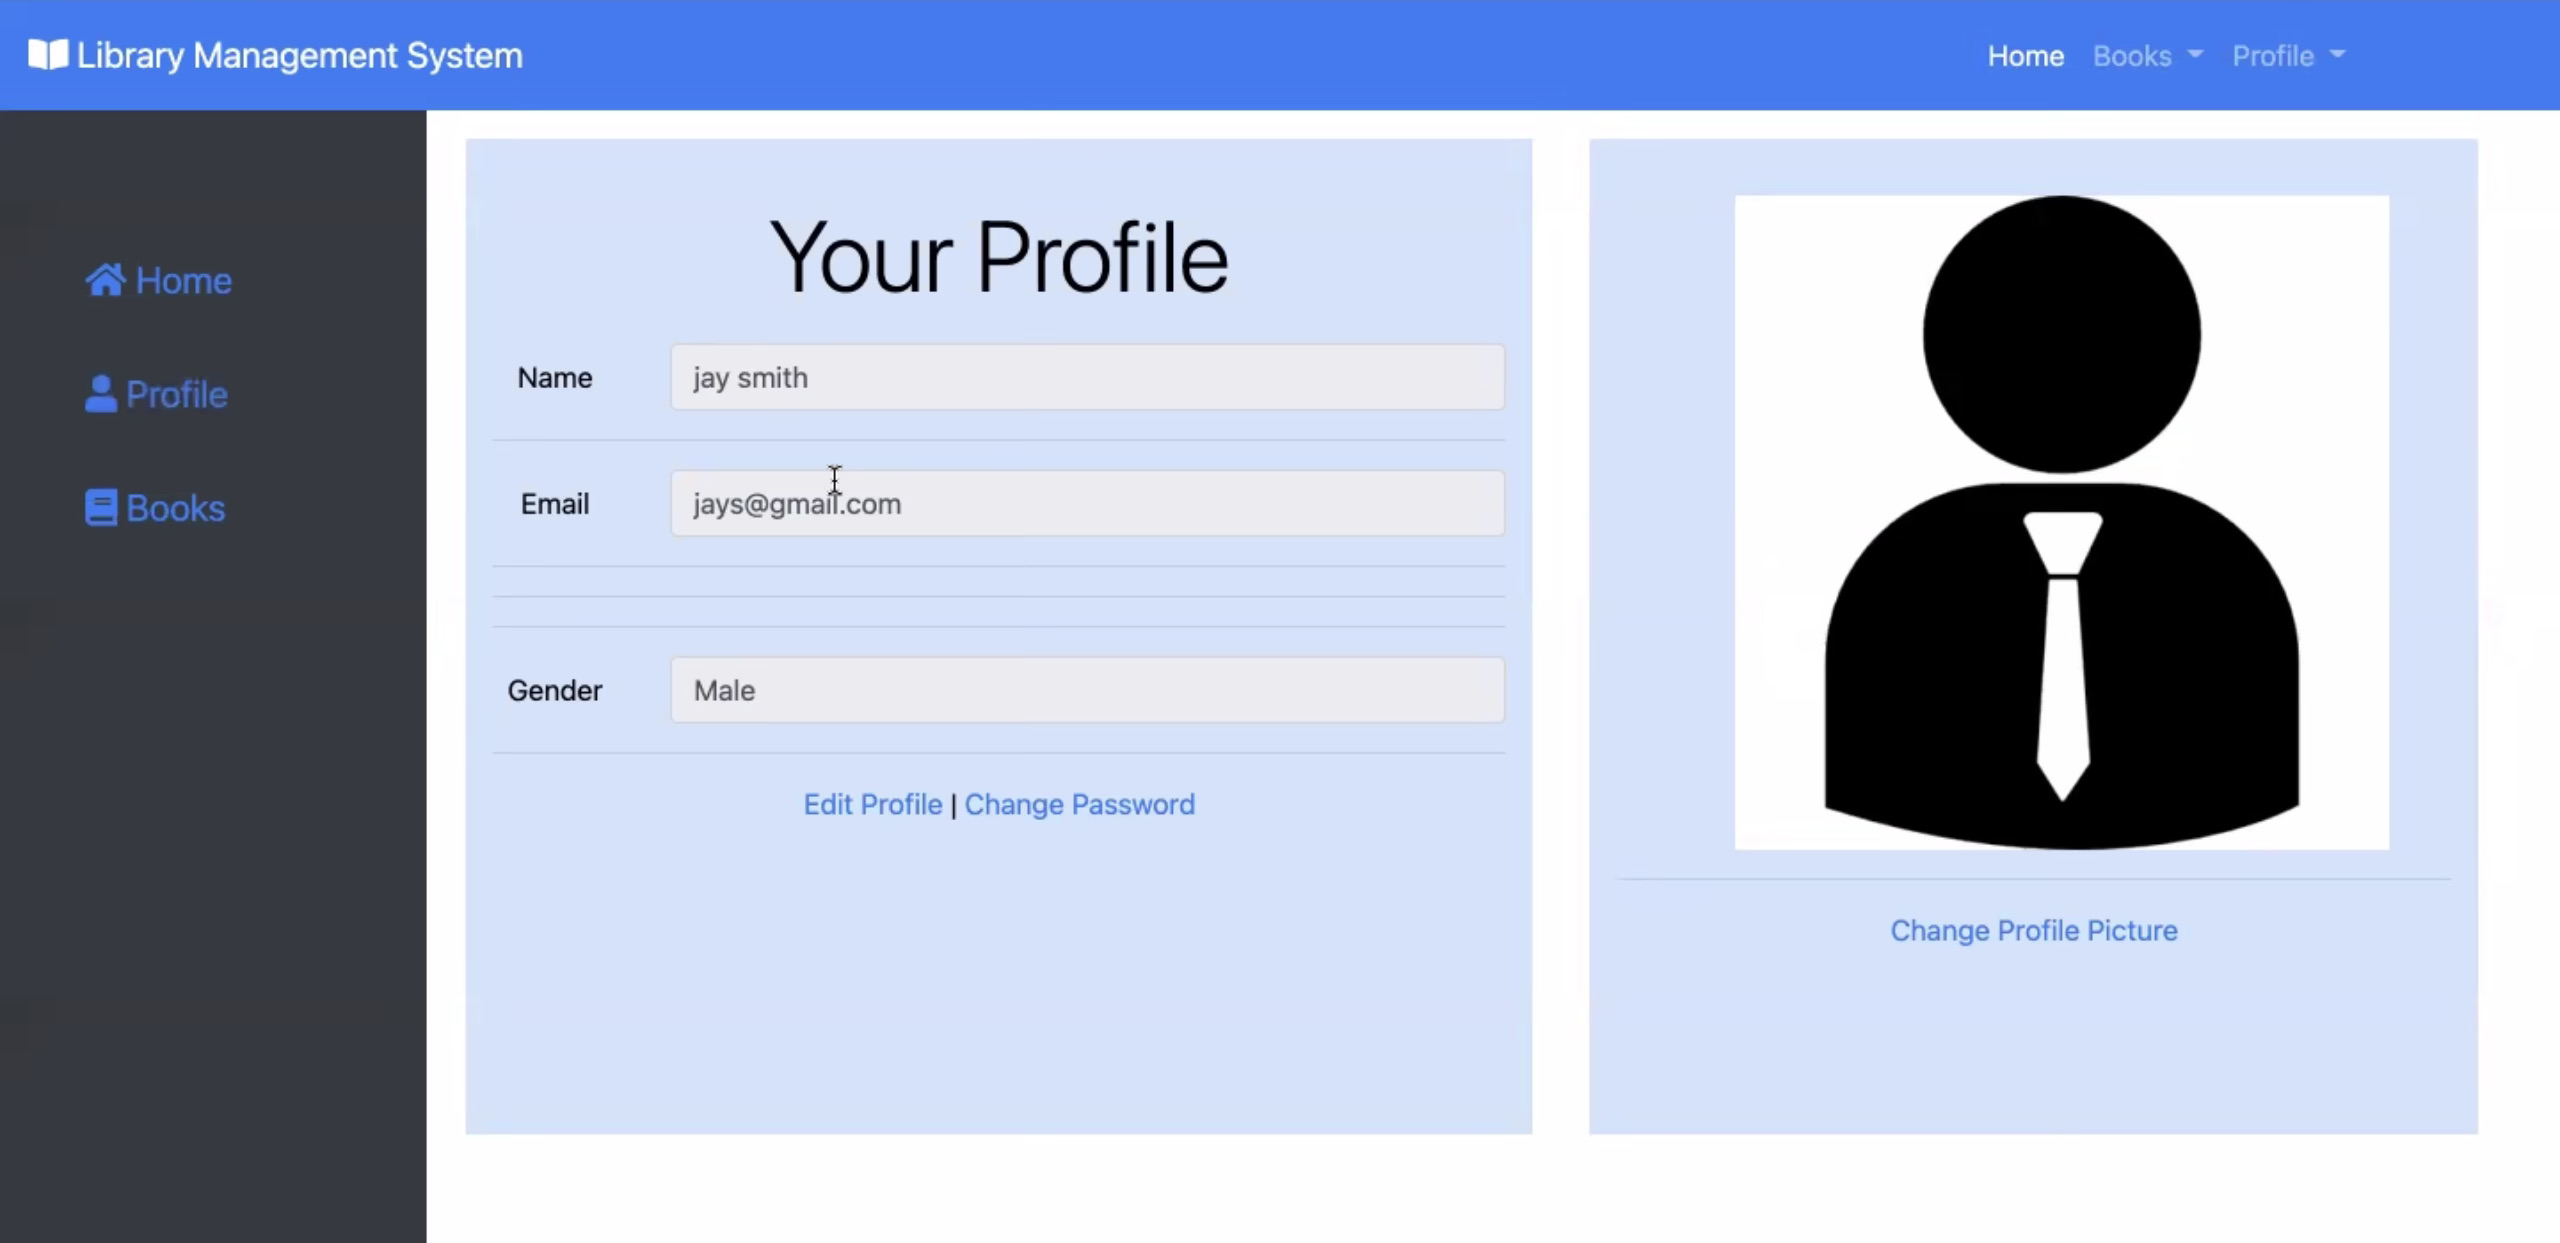 Library Management System
Home Books Profile
Home
Profile
Books
Your Profile
Name jay smith
Email jays@gmail.com
Gender Male
Edit Profile | Change Password
Change Profile Picture